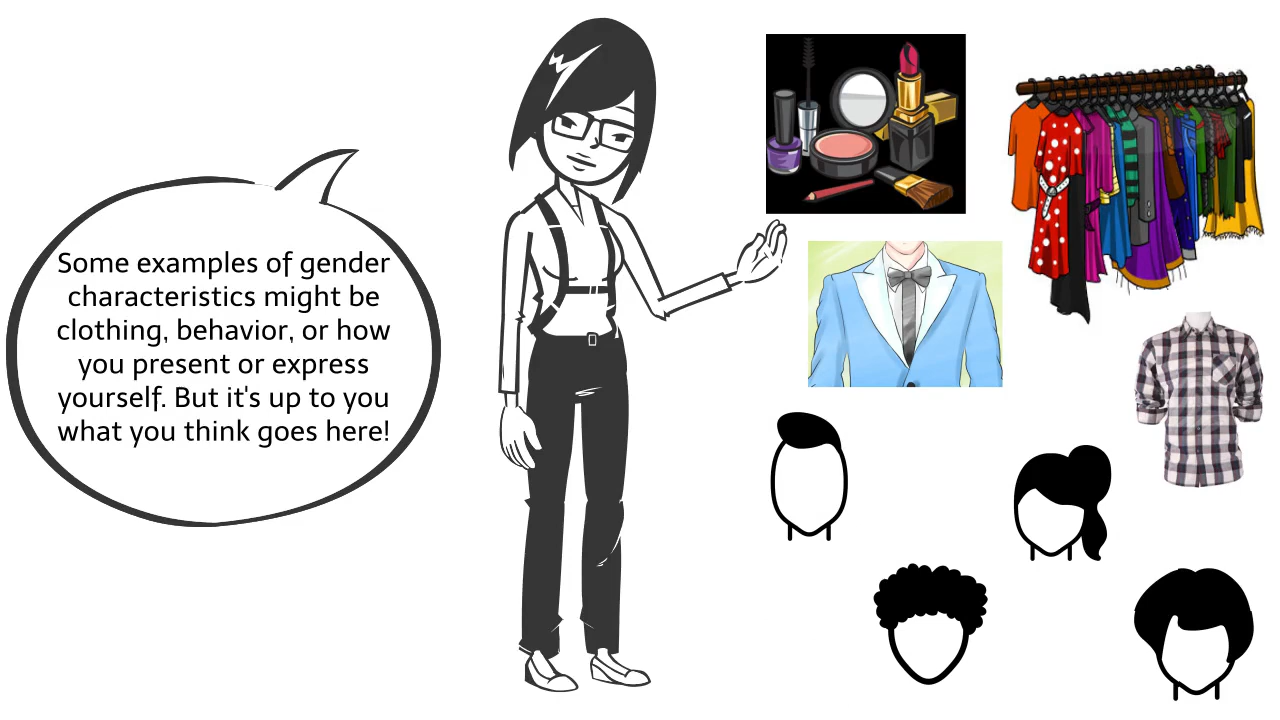 Some examples of gender
characteristics might be
clothing, behavior, or how
you present or express
yourself. But it's up to you
what you think goes here!